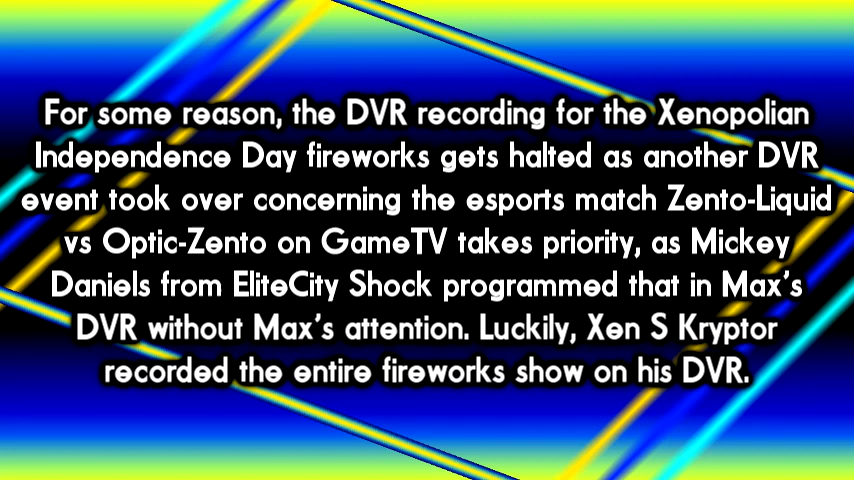 For some reason, the DVR recording for the Xenopolian
Independence Day fireworks gets halted as another DVR
event took over concerning the esports match Zento-Liquid
vs Optic-Zento on GameTV takes priority, as Mickey
Daniels from EliteCity Shock programmed that in Max's
DVR without Max's attention. Luckily, Xen S Kryptor
recorded the entire fireworks show on his DVR.